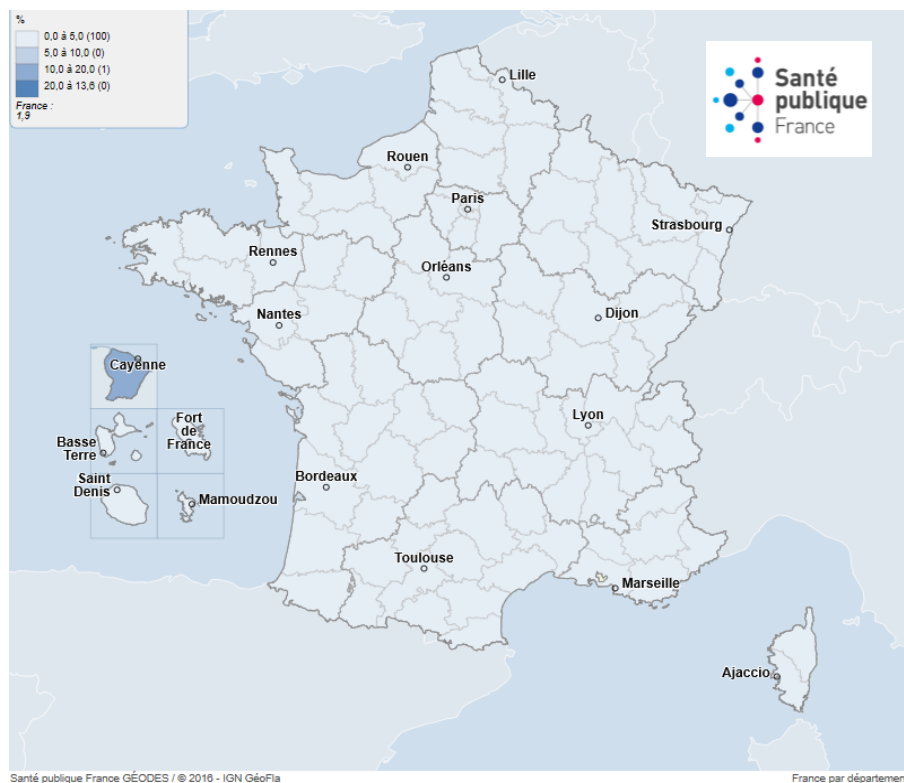 %
0,0 à 5,0 (100)
5,0 à 10,0 (0)
10,0 à 20,0 (1)
20,0 à 13,6 (0)
France :
1,9
Santé
publique
France
Lille
Rouen
Paris
Strasbourg
Rennes
Orléans
Nantes
Dijon
Cayenne
Lyon
Fort
de
France
Basse
Terre
Saint
Denis
Mamoudzou
Bordeaux
Toulouse
Marseille
Ajaccio
Santé publique France GÉODES / © 2016 - IGN GéoFla
France par départemen